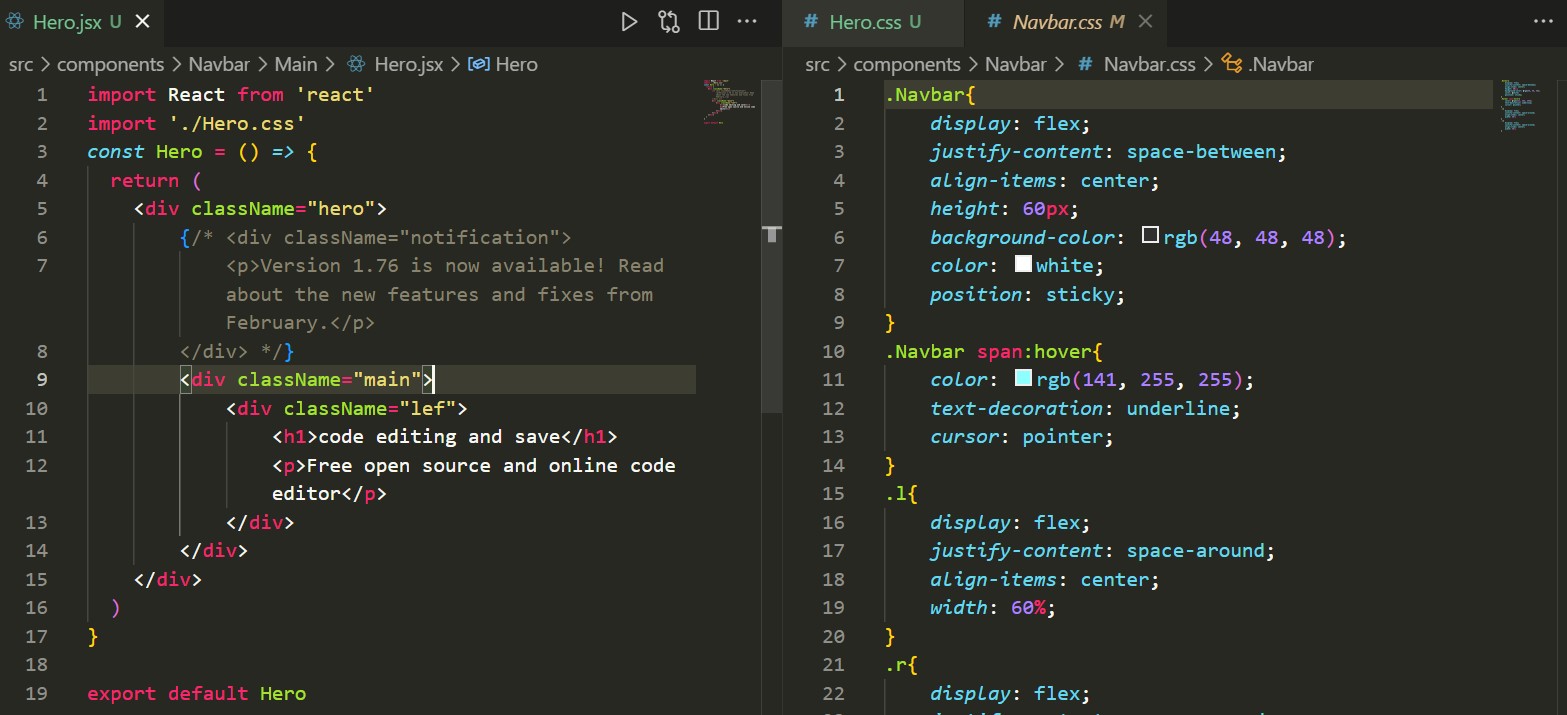 Hero.jsx U
src > components > Navbar > Main > Hero.jsx > Hero
1 import React from 'react'
2 import './Hero.css'
3 const Hero = () => {
4 return (
5 <div className="hero">
6 {/* <div className="notification">
7 <p>Version 1.76 is now available! Read
about the new features and fixes from
February.</p>
8 </div> */}
9 <div className="main">
10 <div className="lef">
11 <h1>code editing and save</h1>
12 <p>Free open source and online code
editor</p>
13 </div>
14 </div>
15 </div>
16 )
17 }
18
19 export default Hero
# Hero.css U
# Navbar.css M
src > components > Navbar > # Navbar.css > .Navbar
1 .Navbar{
2 display: flex;
3 justify-content: space-between;
4 align-items: center;
5 height: 60px;
6 background-color: rgb(48, 48, 48);
7 color: white;
8 position: sticky;
9 }
10 .Navbar span:hover{
11 color: rgb(141, 255, 255);
12 text-decoration: underline;
13 cursor: pointer;
14 }
15 .l{
16 display: flex;
17 justify-content: space-around;
18 align-items: center;
19 width: 60%;
20 }
21 .r{
22 display: flex;